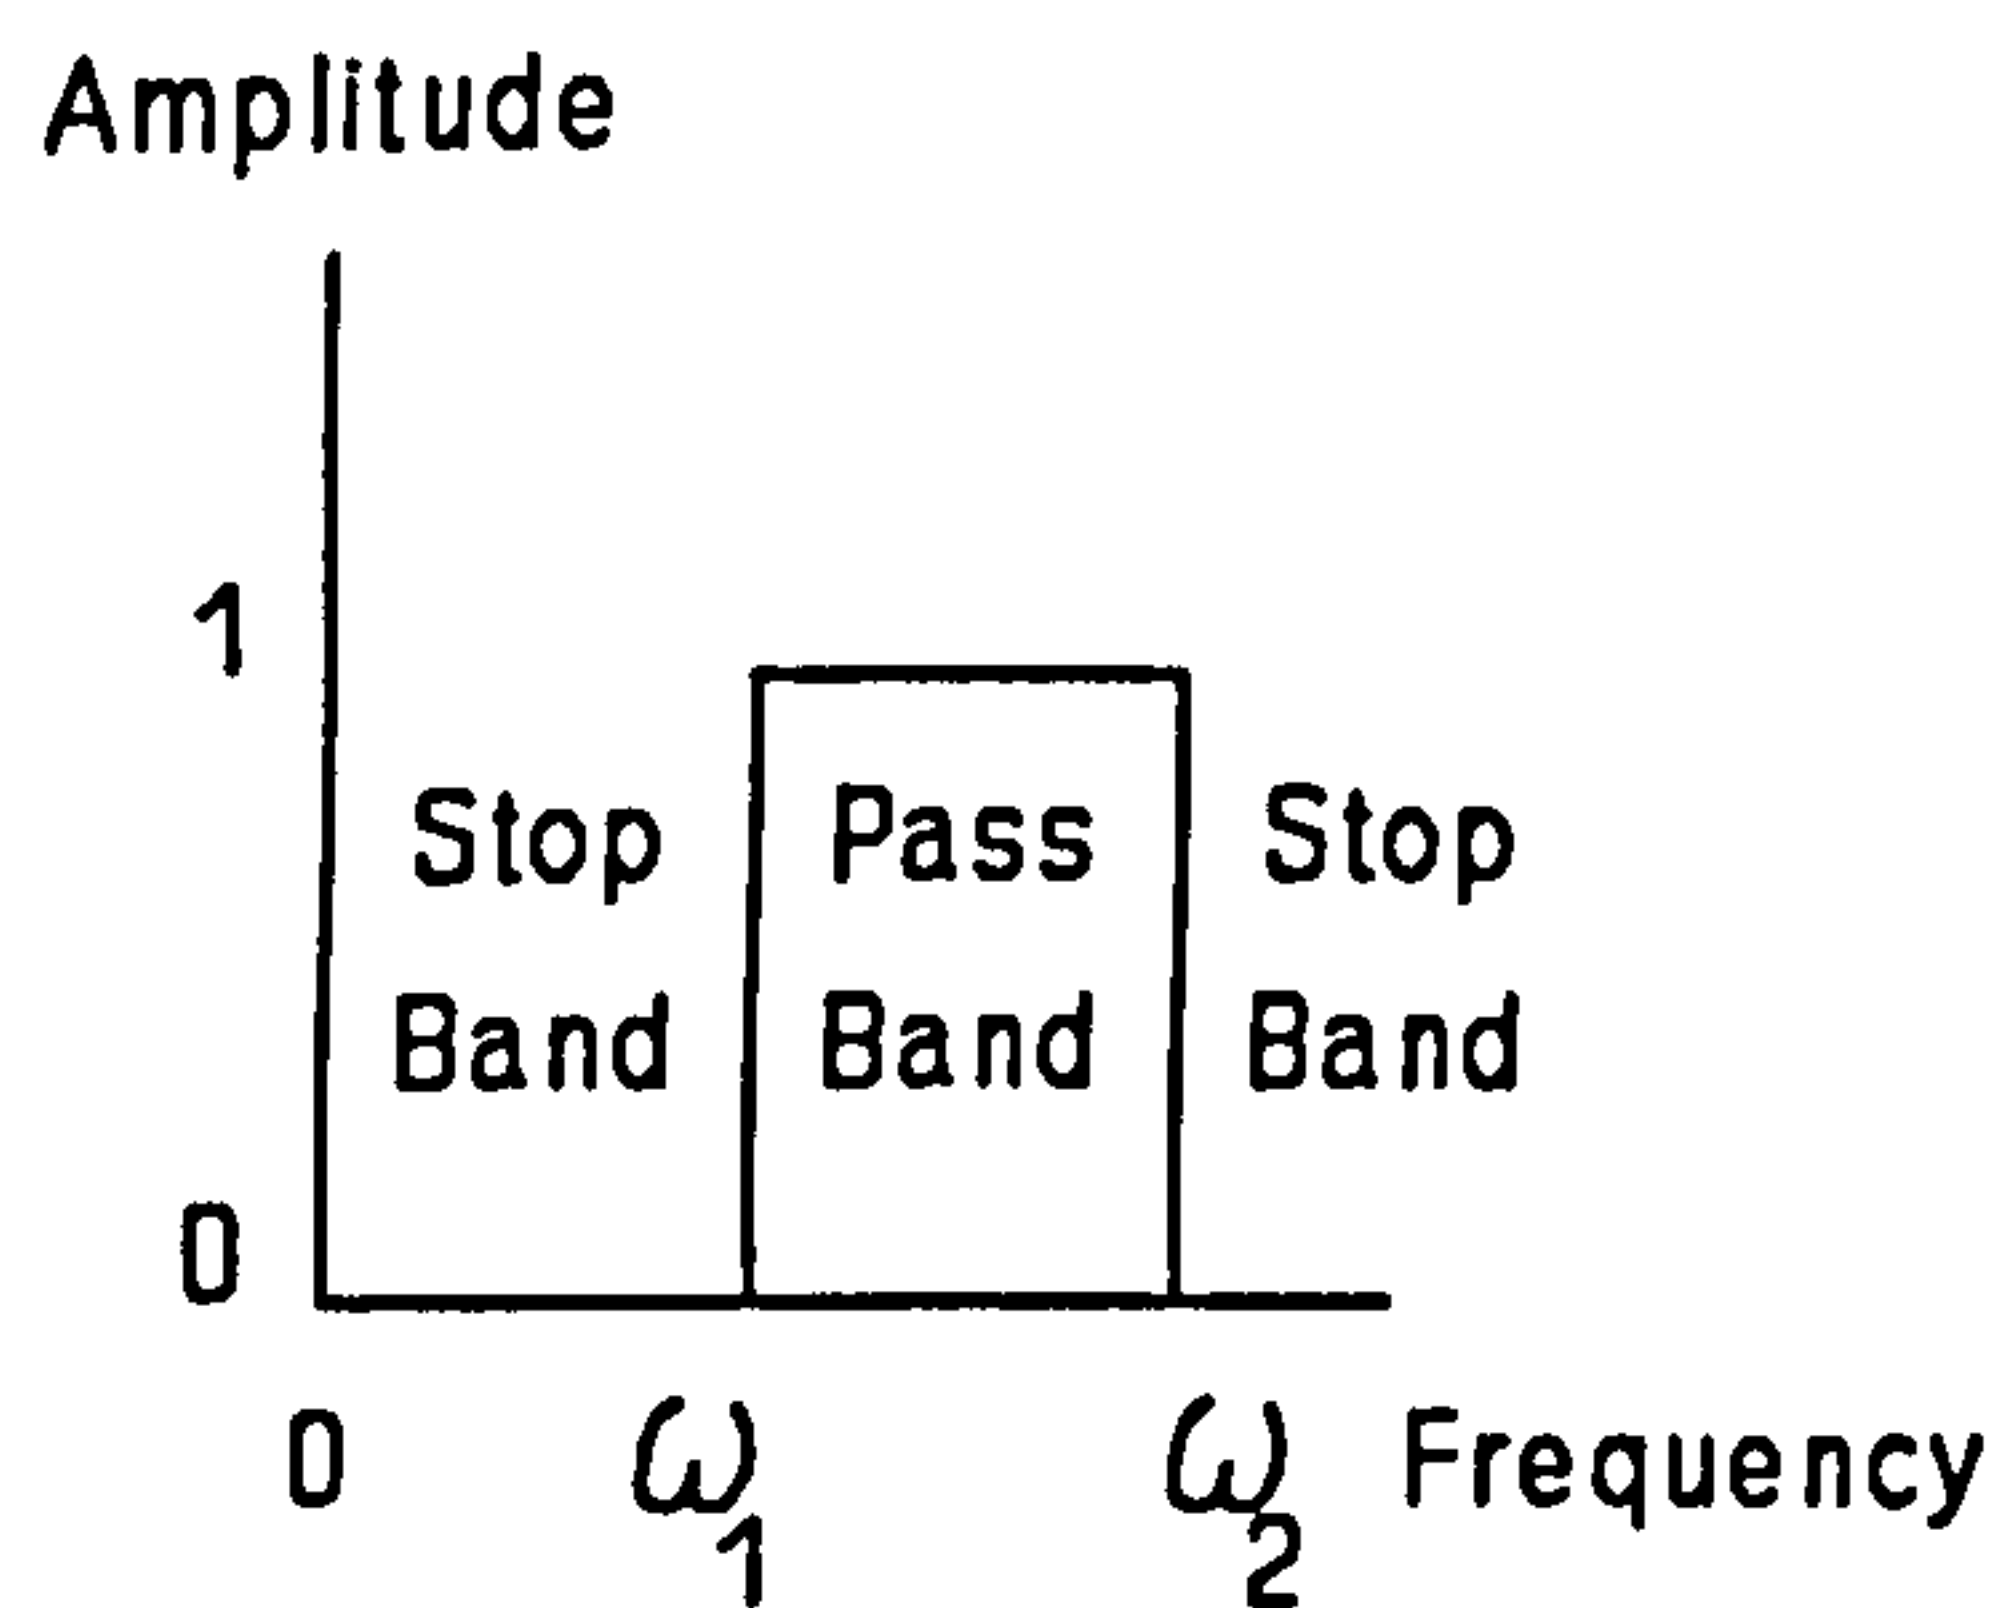 Amplitude
1
Stop Pass Stop
Band Band Band
0
0 ω1 ω2 Frequency